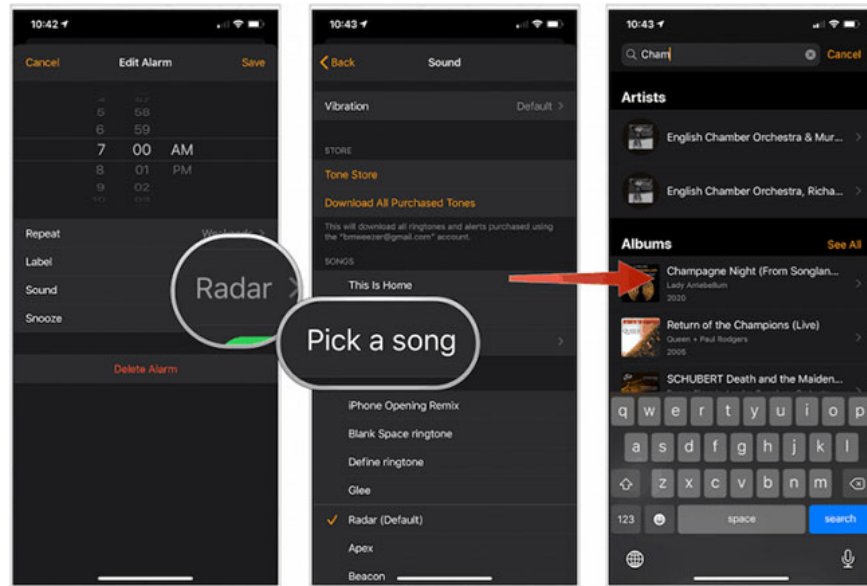 10:42
Cancel
Edit Alarm
Save
5 58
6 59
7 00 AM
8 01 PM
9 02
Repeat
Label
Sound
Radar
Snooze
Delete Alarm
10:43
Back
Sound
Vibration
Default
STORE
Tone Store
Download All Purchased Tones
This will download all ringtones and alerts purchased using
the "bmweezer@gmail.com" account.
SONGS
This Is Home
Pick a song
iPhone Opening Remix
Blank Space ringtone
Define ringtone
Glee
Radar (Default)
Apex
Beacon
10:43
Cham
Cancel
Artists
English Chamber Orchestra & Mur...
English Chamber Orchestra, Richa...
Albums
See All
Champagne Night (From Songlan...
Lady Antebellum
2020
Return of the Champions (Live)
Queen + Paul Rodgers
2005
SCHUBERT Death and the Maiden...
q w e r t y u i o p
a s d f g h j k l
z x c v b n m
123
space
search